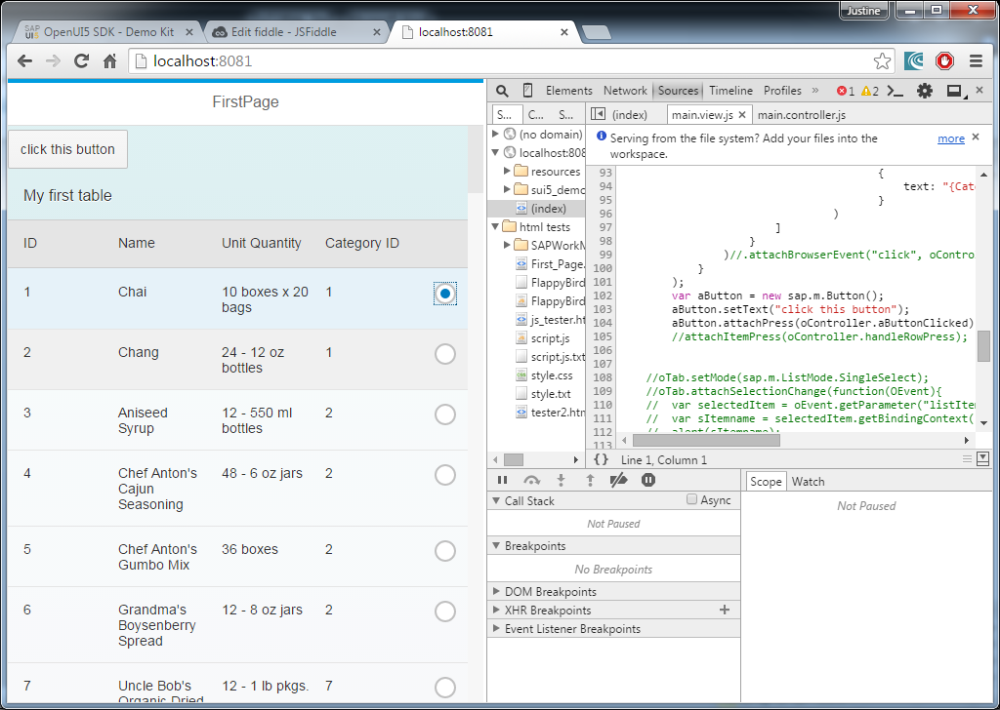 Justine
SAP UI5 OpenUI5 SDK - Demo Kit
Edit fiddle - JSFiddle
localhost:8081
localhost:8081
FirstPage
click this button
My first table
ID Name Unit Quantity Category ID
1 Chai 10 boxes x 20 1
bags
2 Chang 24 - 12 oz 1
bottles
3 Aniseed 12 - 550 ml 2
Syrup bottles
4 Chef Anton's 48 - 6 oz jars 2
Cajun
Seasoning
5 Chef Anton's 36 boxes 2
Gumbo Mix
6 Grandma's 12 - 8 oz jars 2
Boysenberry
Spread
7 Uncle Bob's 12 - 1 lb pkgs. 7
Organic Dried
Elements Network Sources Timeline Profiles » 1 2
S... C... S...
(no domain)
localhost:808
resources
sui5_demo
(index)
html tests
SAPWorkM
First_Page.
FlappyBird
FlappyBird
js_tester.ht
script.js
script.js.txt
style.css
style.txt
tester2.htm
(index) main.view.js × main.controller.js
Serving from the file system? Add your files into the more ×
workspace.
93 {
94 text: "{Cate
95 }
96 )
97 ]
98 }
99 )//.attachBrowserEvent("click", oContro
100 }
101 );
102 var aButton = new sap.m.Button();
103 aButton.setText("click this button");
104 aButton.attachPress(oController.aButtonClicked)
105 //attachItemPress(oController.handleRowPress);
106
107
108 //oTab.setMode(sap.m.ListMode.SingleSelect);
109 //oTab.attachSelectionChange(function(OEvent){
110 // var selectedItem = oEvent.getParameter("listIte
111 // var sItemname = selectedItem.getBindingContext(
112 // alert(sItemname);
113
{} Line 1, Column 1
Call Stack Async
Not Paused
Breakpoints
No Breakpoints
DOM Breakpoints
XHR Breakpoints +
Event Listener Breakpoints
Scope Watch
Not Paused